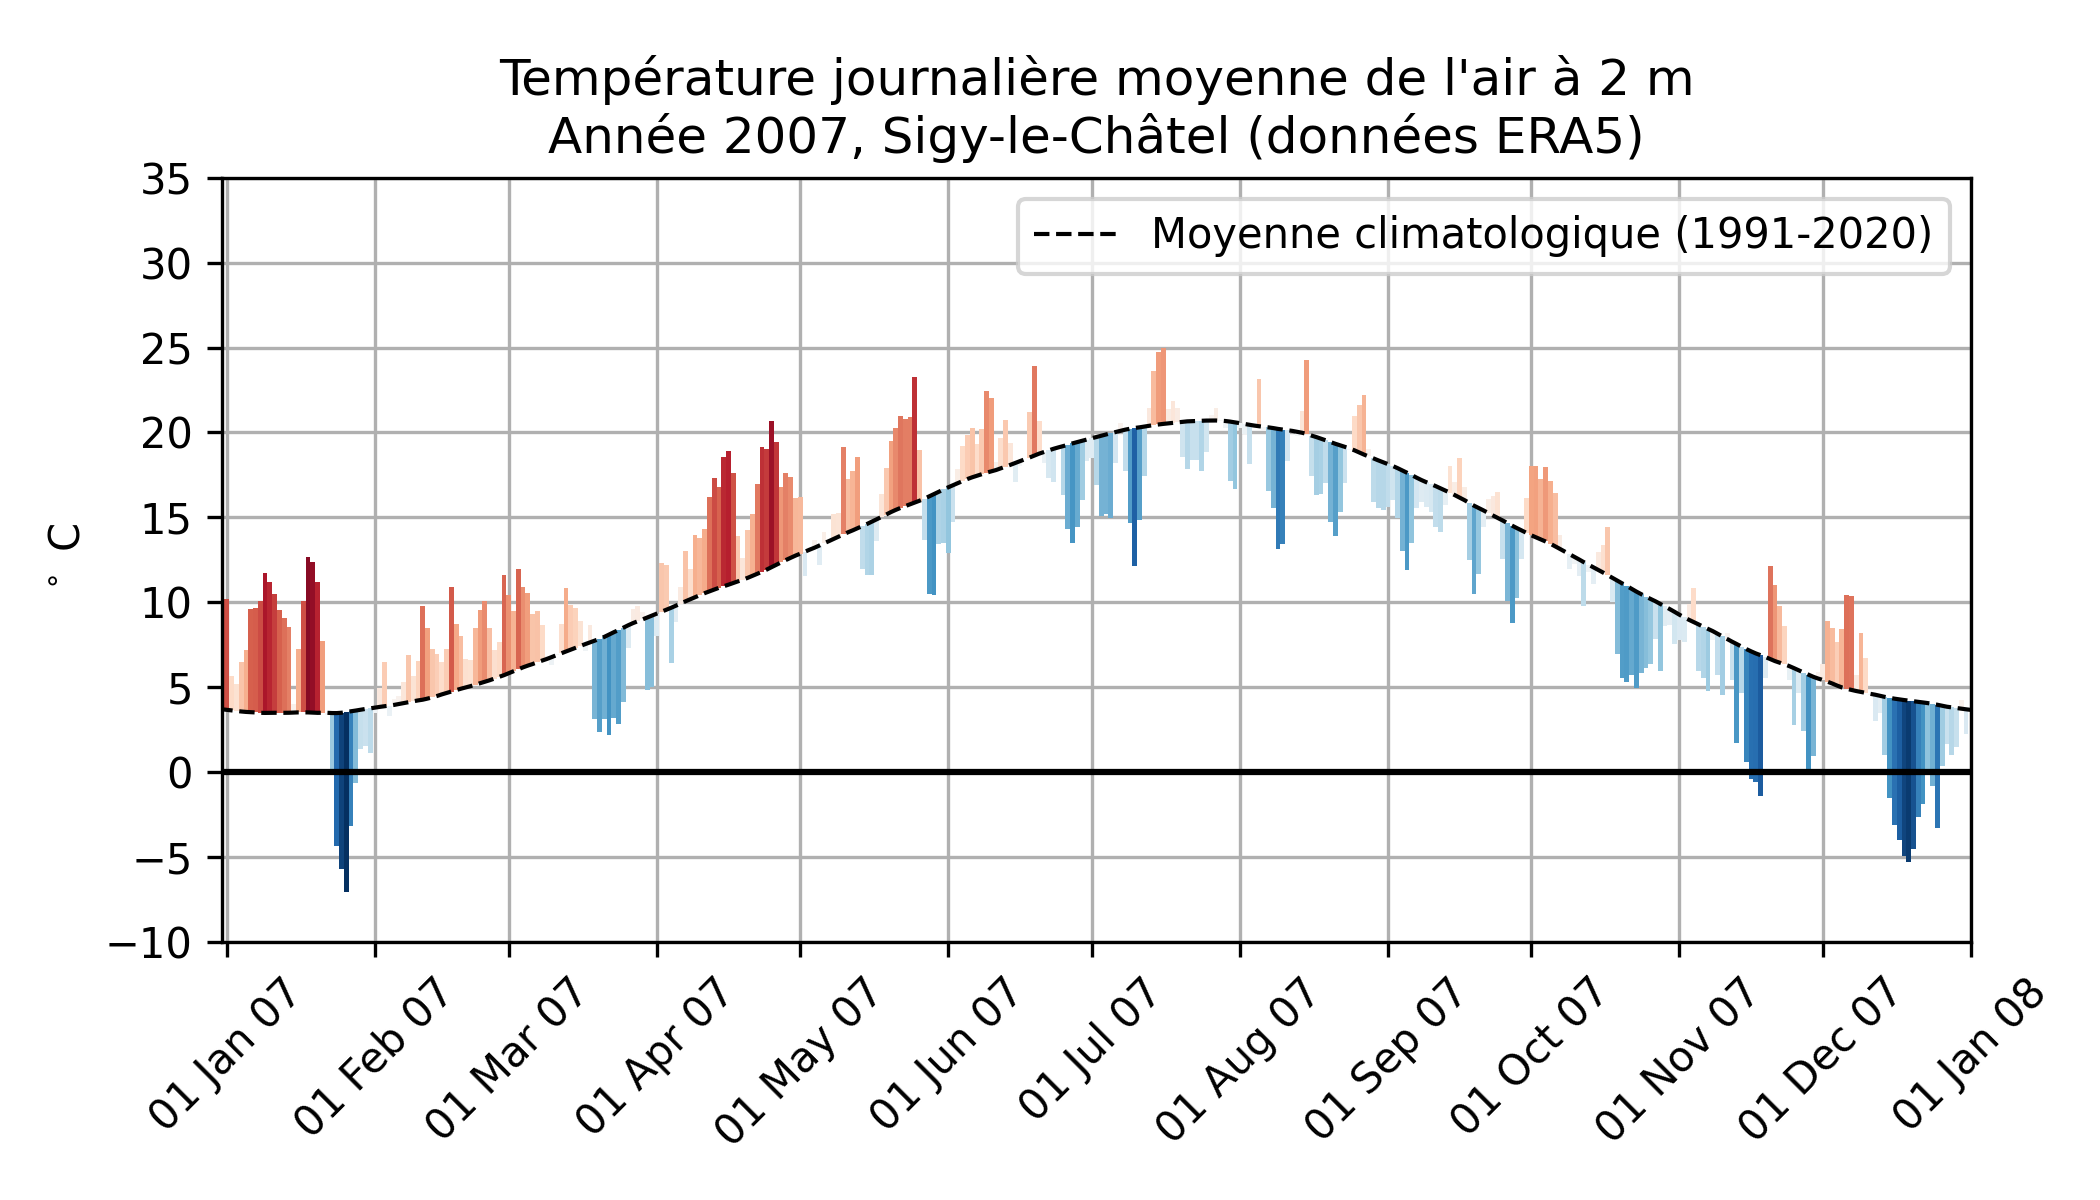 Température journalière moyenne de l'air à 2 m
Année 2007, Sigy-le-Châtel (données ERA5)
35
30
25
20
15
10
5
0
−5
−10
° C
Moyenne climatologique (1991-2020)
01 Jan 07
01 Feb 07
01 Mar 07
01 Apr 07
01 May 07
01 Jun 07
01 Jul 07
01 Aug 07
01 Sep 07
01 Oct 07
01 Nov 07
01 Dec 07
01 Jan 08